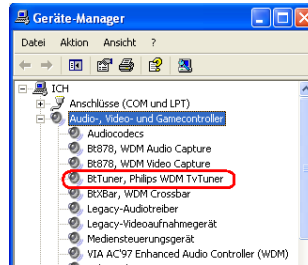 Geräte-Manager
Datei Aktion Ansicht ?
ICH
Anschlüsse (COM und LPT)
Audio-, Video- und Gamecontroller
Audiocodecs
Bt878, WDM Audio Capture
Bt878, WDM Video Capture
BtTuner, Philips WDM TvTuner
BtXBar, WDM Crossbar
Legacy-Audiotreiber
Legacy-Videoaufnahmegerät
Mediensteuerungsgerät
VIA AC'97 Enhanced Audio Controller (WDM)